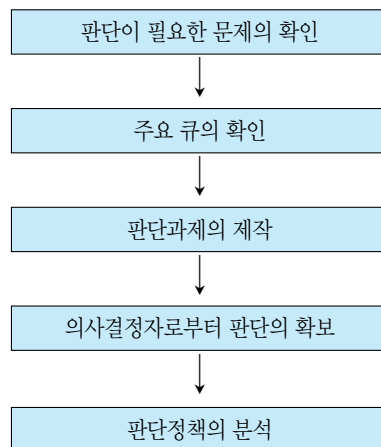 판단이 필요한 문제의 확인
주요 큐의 확인
판단과제의 제작
의사결정자로부터 판단의 확보
판단정책의 분석